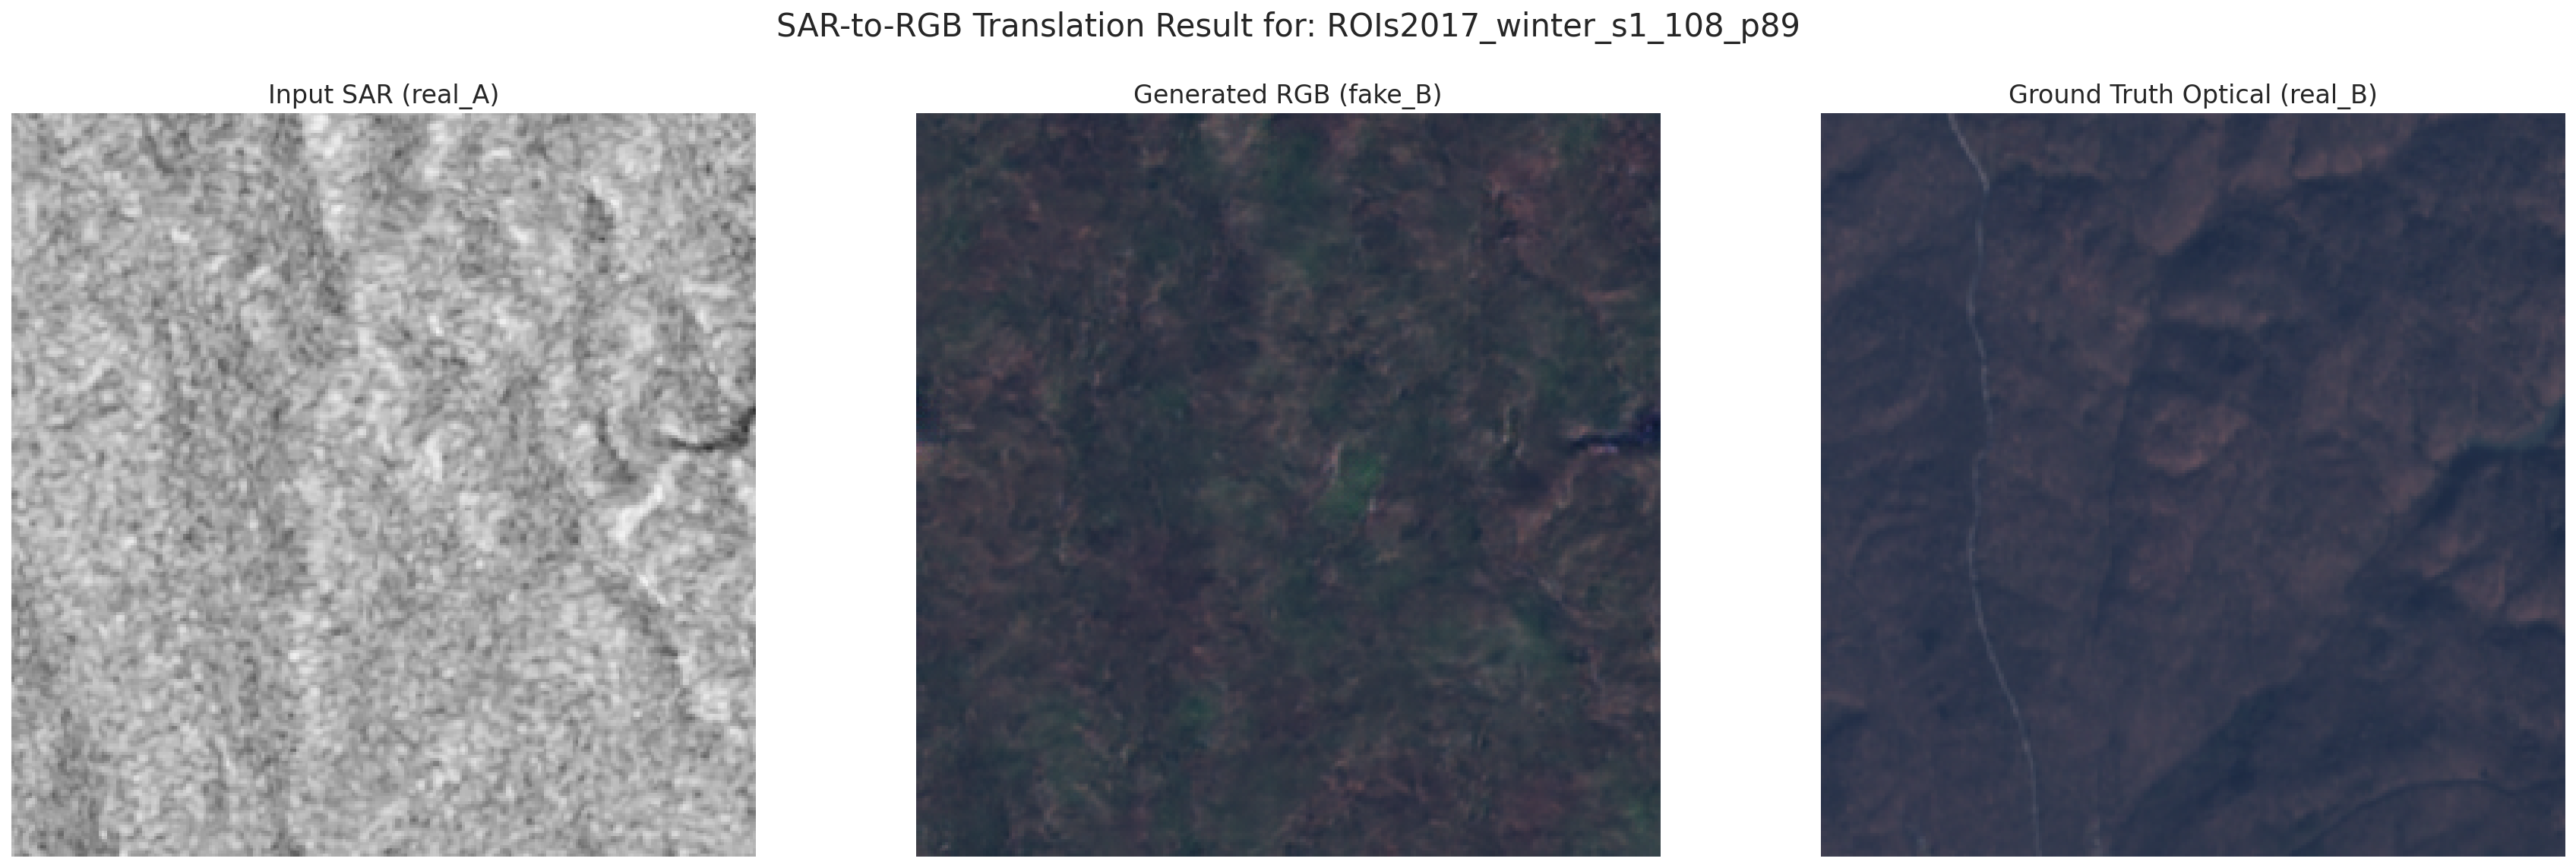 SAR-to-RGB Translation Result for: ROIs2017_winter_s1_108_p89
Input SAR (real_A)
Generated RGB (fake_B)
Ground Truth Optical (real_B)